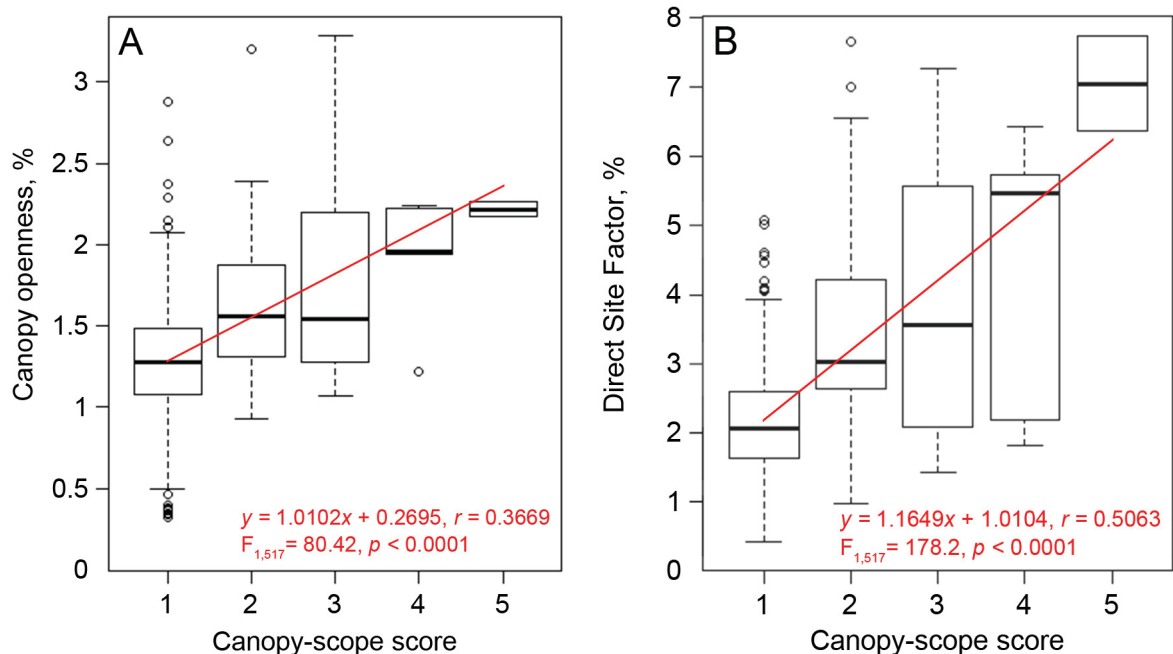 A
3
2.5
2
1.5
1
0.5
0
Canopy openness, %
y = 1.0102x + 0.2695, r = 0.3669
F1,517= 80.42, p < 0.0001
1 2 3 4 5
Canopy-scope score
B
8
7
6
5
4
3
2
1
0
Direct Site Factor, %
y = 1.1649x + 1.0104, r = 0.5063
F1,517= 178.2, p < 0.0001
1 2 3 4 5
Canopy-scope score